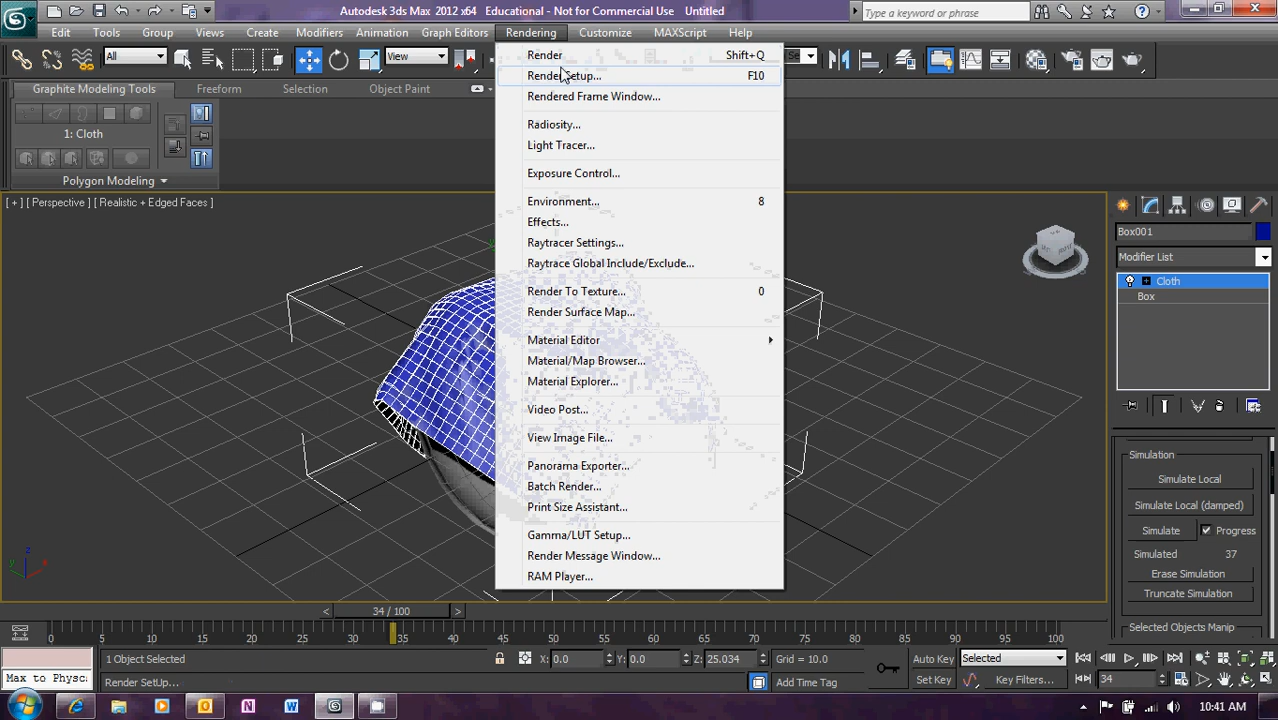 Autodesk 3ds Max 2012 x64 Educational - Not for Commercial Use Untitled
Type a keyword or phrase
Edit Tools Group Views Create Modifiers Animation Graph Editors Rendering Customize MAXScript Help
All
View
Graphite Modeling Tools Freeform Selection Object Paint
1: Cloth
Polygon Modeling
[ + ] [ Perspective ] [ Realistic + Edged Faces ]
Render Shift+Q
Render Setup... F10
Rendered Frame Window...
Radiosity...
Light Tracer...
Exposure Control...
Environment... 8
Effects...
Raytracer Settings...
Raytrace Global Include/Exclude...
Render To Texture... 0
Render Surface Map...
Material Editor
Material/Map Browser...
Material Explorer...
Video Post...
View Image File...
Panorama Exporter...
Batch Render...
Print Size Assistant...
Gamma/LUT Setup...
Render Message Window...
RAM Player...
Box001
Modifier List
Cloth
Box
Simulation
Simulate Local
Simulate Local (damped)
Simulate Progress
Simulated 37
Erase Simulation
Truncate Simulation
Selected Objects Manip
z
y
x
< 34 / 100 >
0 5 10 15 20 25 30 35 40 45 50 55 60 65 70 75 80 85 90 95 100
1 Object Selected X: 0.0 Y: 0.0 Z: 25.034 Grid = 10.0 Auto Key Selected
Max to Physc
Render SetUp... Add Time Tag Set Key Key Filters... 34
10:41 AM